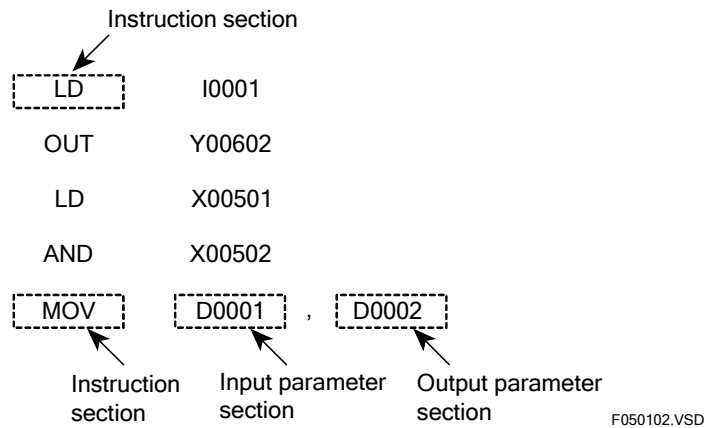 Instruction section
LD I0001
OUT Y00602
LD X00501
AND X00502
MOV D0001 , D0002
Instruction section
Input parameter section
Output parameter section
F050102.VSD